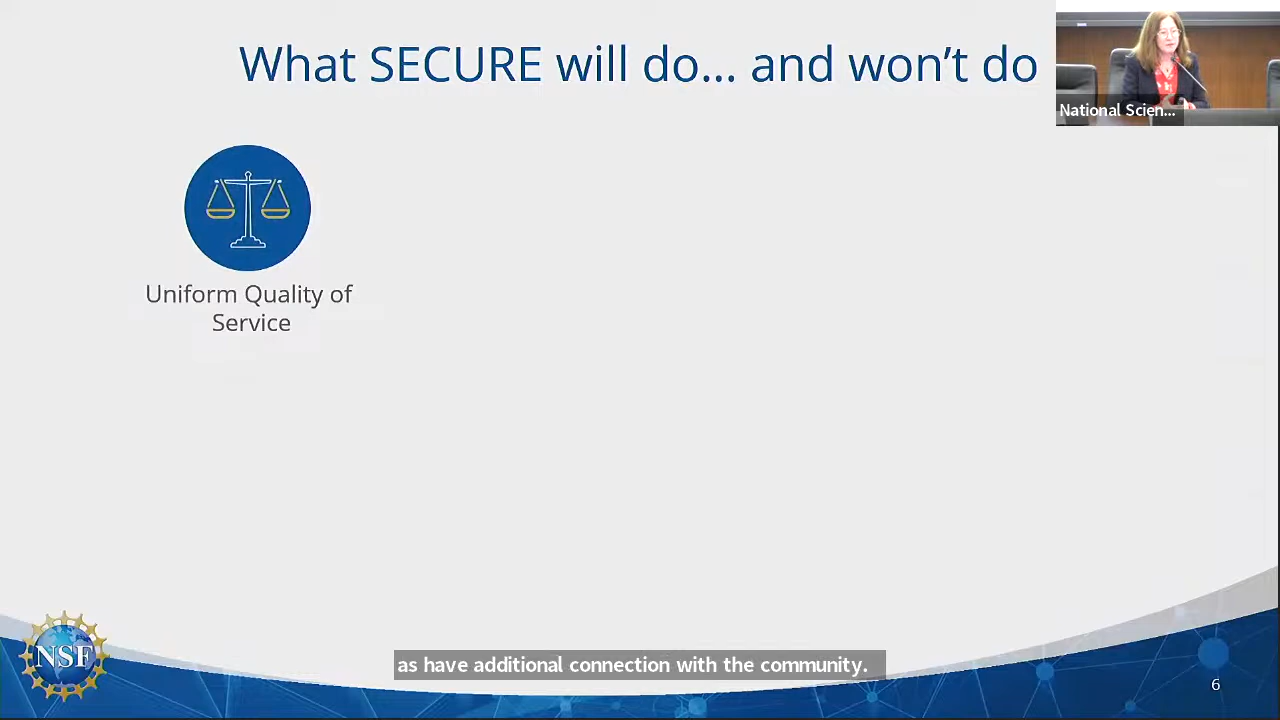 What SECURE will do... and won't do
National Scien...
Uniform Quality of
Service
NSF
as have additional connection with the community.
6